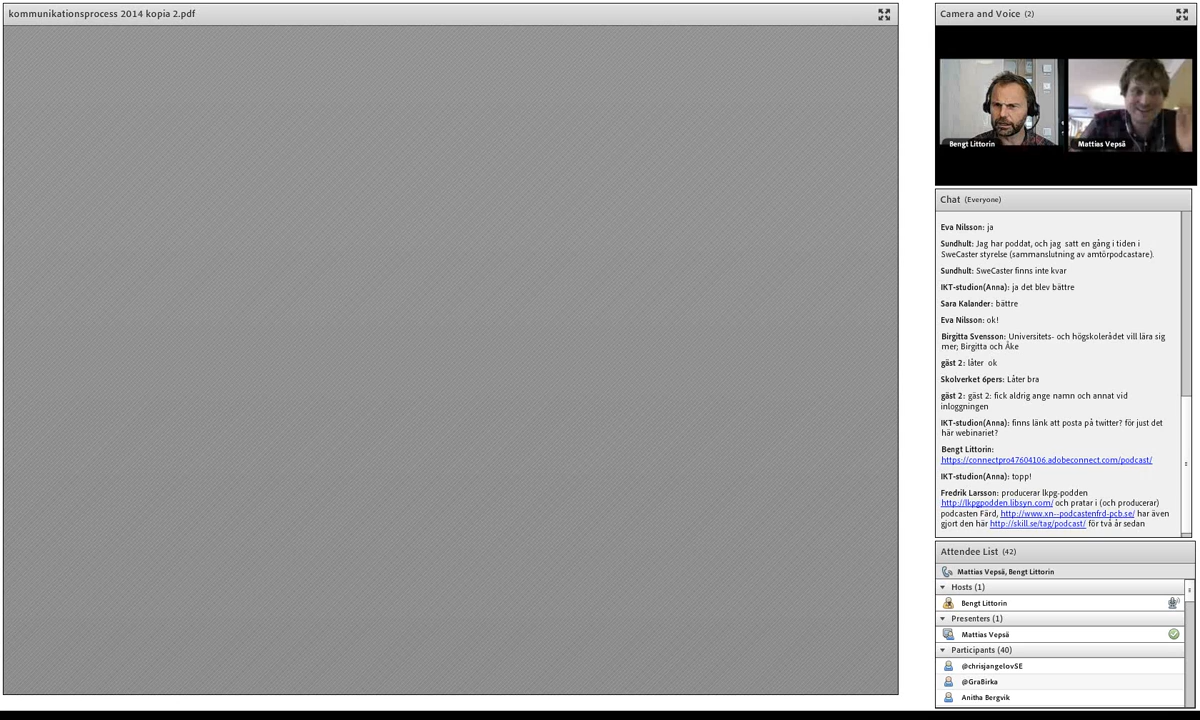 kommunikationsprocess 2014 kopia 2.pdf
Camera and Voice (2)
Bengt Littorin
Mattias Vepsä
Chat (Everyone)
Eva Nilsson: ja
Sundhult: Jag har poddat, och jag satt en gång i tiden i
SweCaster styrelse (sammanslutning av amtörpodcastare).
Sundhult: SweCaster finns inte kvar
IKT-studion(Anna): ja det blev bättre
Sara Kalander: bättre
Eva Nilsson: ok!
Birgitta Svensson: Universitets- och högskolerådet vill lära sig
mer; Birgitta och Åke
gäst 2: låter ok
Skolverket 6pers: Låter bra
gäst 2: gäst 2: fick aldrig ange namn och annat vid
inloggningen
IKT-studion(Anna): finns länk att posta på twitter? för just det
här webinariet?
Bengt Littorin:
https://connectpro47604106.adobeconnect.com/podcast/
IKT-studion(Anna): topp!
Fredrik Larsson: producerar lkpg-podden
http://lkpgpodden.libsyn.com/ och pratar i (och producerar)
podcasten Färd, http://www.xn--podcastenfrd-pcb.se/ har även
gjort den här http://skill.se/tag/podcast/ för två år sedan
Attendee List (42)
Mattias Vepsä, Bengt Littorin
Hosts (1)
Bengt Littorin
Presenters (1)
Mattias Vepsä
Participants (40)
@chrisjangelovSE
@GraBirka
Anitha Bergvik